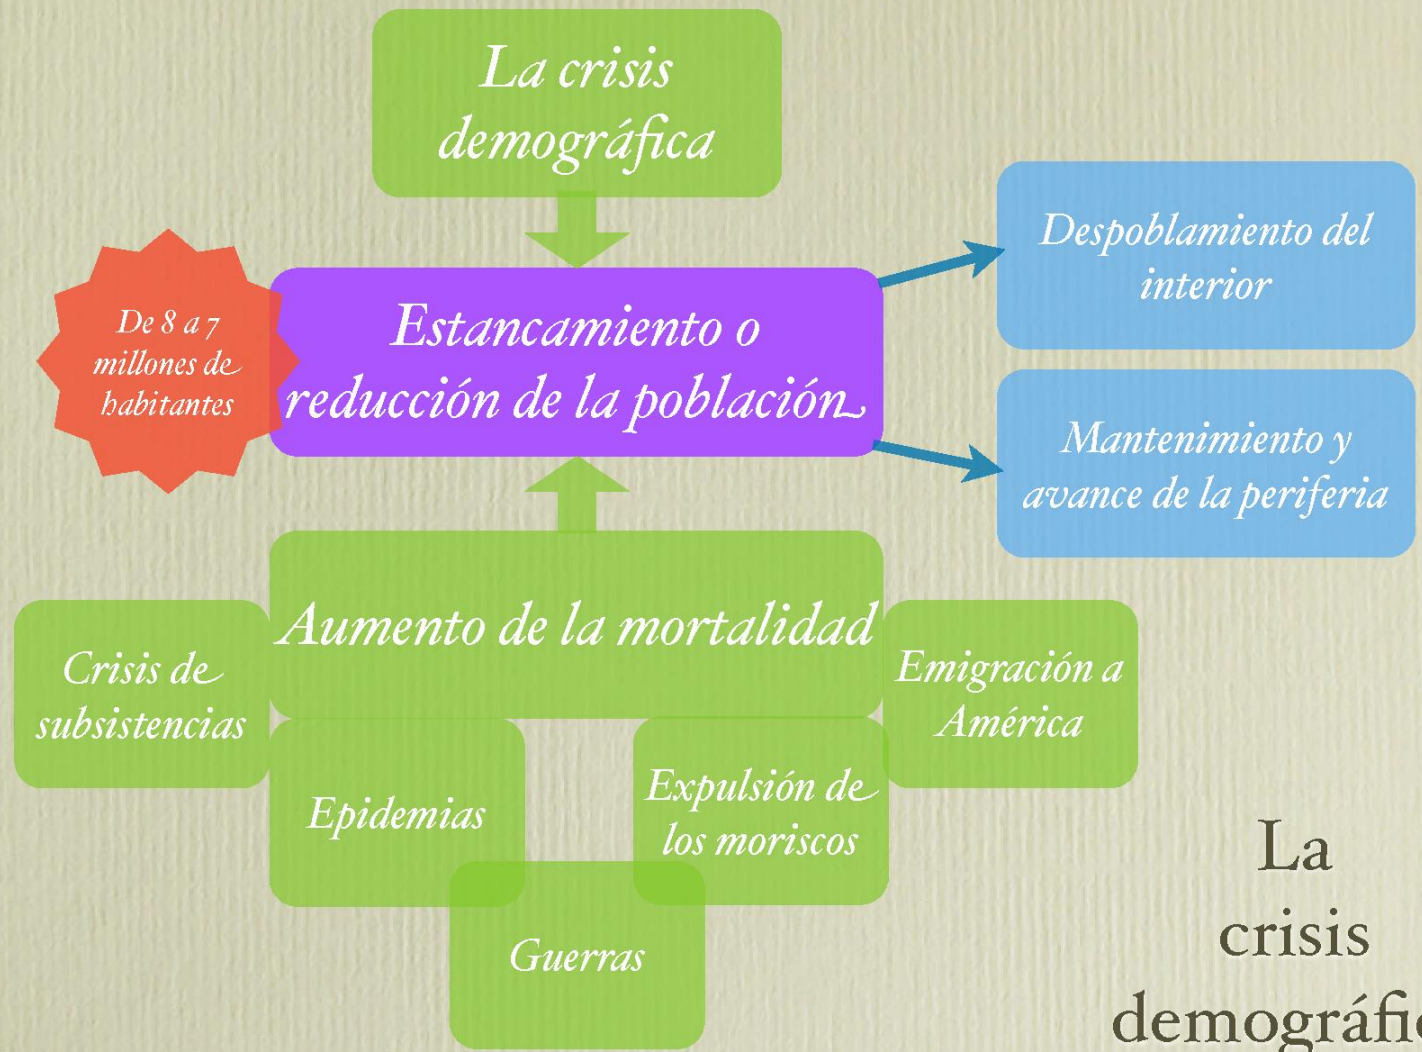 La crisis
demográfica
Despoblamiento del
interior
De 8 a 7
millones de
habitantes
Estancamiento o
reducción de la población
Mantenimiento y
avance de la periferia
Aumento de la mortalidad
Crisis de
subsistencias
Emigración a
América
Epidemias
Expulsión de
los moriscos
Guerras
La
crisis
demográfi